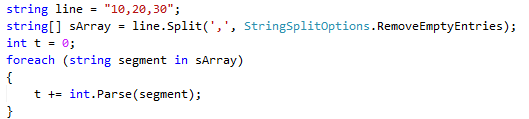 string line = "10,20,30";
string[] sArray = line.Split(',', StringSplitOptions.RemoveEmptyEntries);
int t = 0;
foreach (string segment in sArray)
{
    t += int.Parse(segment);
}